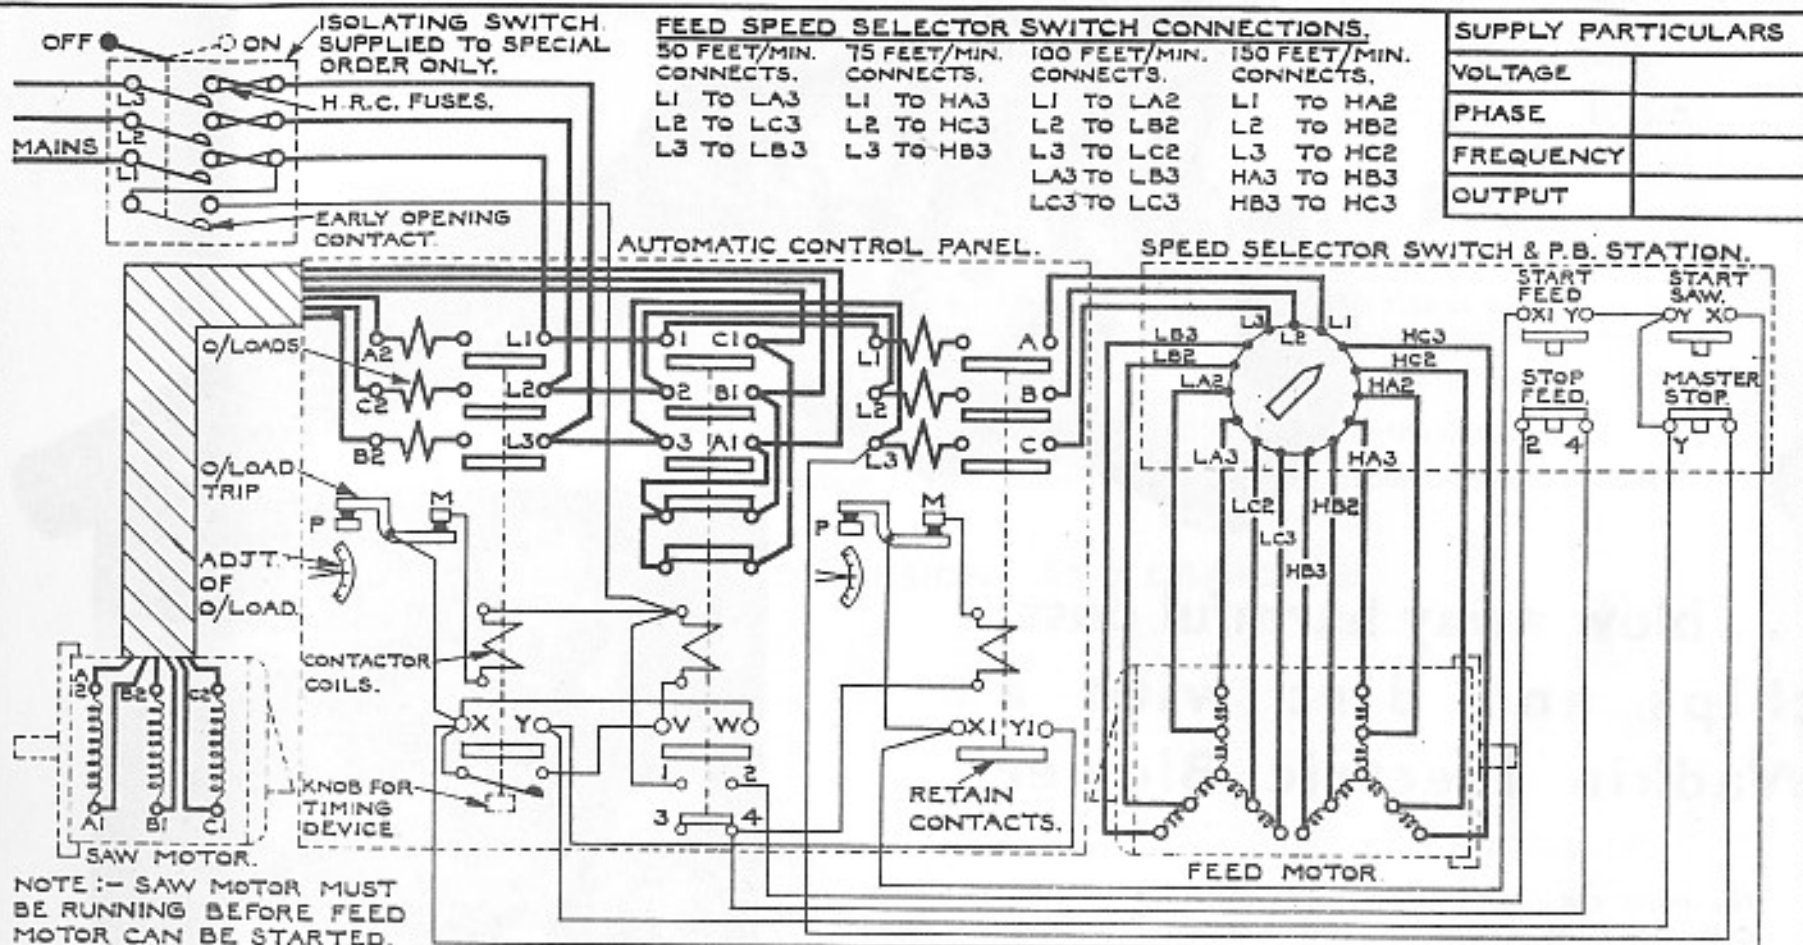 ISOLATING SWITCH.
SUPPLIED TO SPECIAL
ORDER ONLY.
OFF ON
L3
H.R.C. FUSES.
L2
MAINS
L1
EARLY OPENING
CONTACT.
FEED SPEED SELECTOR SWITCH CONNECTIONS.
50 FEET/MIN. 75 FEET/MIN. 100 FEET/MIN. 150 FEET/MIN.
CONNECTS. CONNECTS. CONNECTS. CONNECTS.
L1 TO LA3 L1 TO HA3 L1 TO LA2 L1 TO HA2
L2 TO LC3 L2 TO HC3 L2 TO LB2 L2 TO HB2
L3 TO LB3 L3 TO HB3 L3 TO LC2 L3 TO HC2
LA3 TO LB3 HA3 TO HB3
LC3 TO LC3 HB3 TO HC3
SUPPLY PARTICULARS
VOLTAGE
PHASE
FREQUENCY
OUTPUT
AUTOMATIC CONTROL PANEL.
O/LOADS
A2 L1 1 C1 L1 A
C2 L2 2 B1 L2 B
B2 L3 3 A1 L3 C
O/LOAD
TRIP
P M P M
ADJT.
OF
O/LOAD.
CONTACTOR
COILS.
X Y V W X1 Y1
1 2
3 4
KNOB FOR
TIMING
DEVICE
RETAIN
CONTACTS.
SPEED SELECTOR SWITCH & P.B. STATION.
START
FEED
X1 Y
START
SAW.
Y X
STOP
FEED.
2 4
MASTER
STOP.
Y
L3 L2 L1
LB3 HC3
LB2 HC2
LA2 HA2
LA3 HA3
LC2 HB2
LC3
HB3
FEED MOTOR
A2 B2 C2
A1 B1 C1
SAW MOTOR.
NOTE:- SAW MOTOR MUST
BE RUNNING BEFORE FEED
MOTOR CAN BE STARTED.